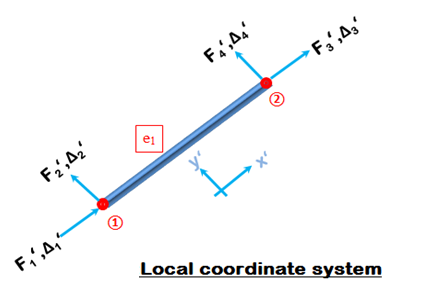 F₄‘,Δ₄‘
F₃‘,Δ₃‘
②
e₁
F₂‘,Δ₂‘
y‘
x‘
①
F₁‘,Δ₁‘
Local coordinate system